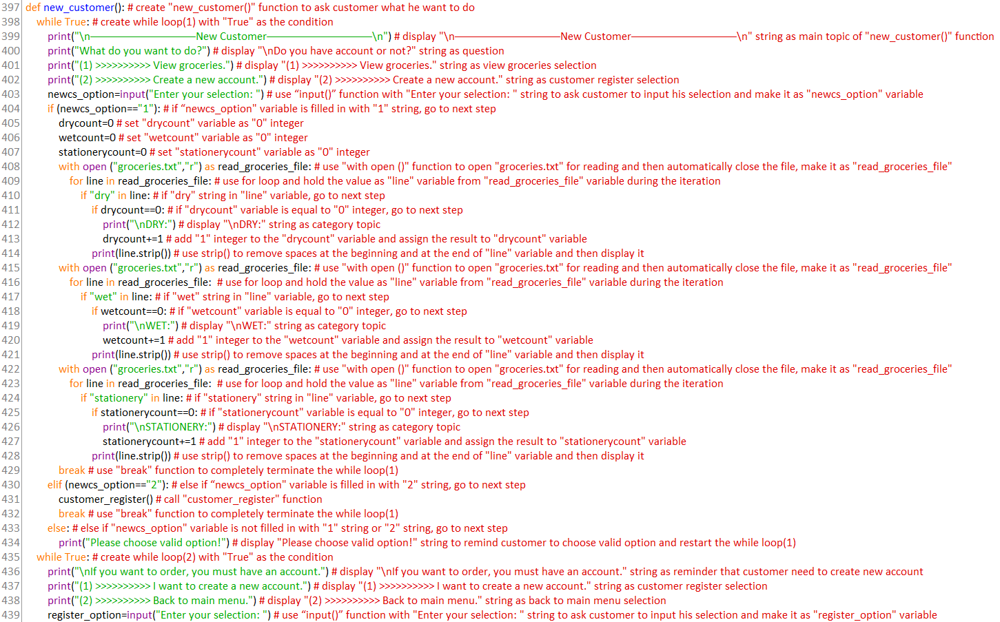 397 def new_customer(): # create "new_customer()" function to ask customer what he want to do
398 while True: # create while loop(1) with "True" as the condition
399 print("\n———————————New Customer———————————\n") # display "\n———————————New Customer———————————\n" string as main topic of "new_customer()" function
400 print("What do you want to do?") # display "\nDo you have account or not?" string as question
401 print("(1) >>>>>>>>>> View groceries.") # display "(1) >>>>>>>>>> View groceries." string as view groceries selection
402 print("(2) >>>>>>>>>> Create a new account.") # display "(2) >>>>>>>>>> Create a new account." string as customer register selection
403 newcs_option=input("Enter your selection: ") # use “input()” function with "Enter your selection: " string to ask customer to input his selection and make it as "newcs_option" variable
404 if (newcs_option=="1"): # if “newcs_option" variable is filled in with "1" string, go to next step
405 drycount=0 # set "drycount" variable as "0" integer
406 wetcount=0 # set "wetcount" variable as "0" integer
407 stationerycount=0 # set "stationerycount" variable as "0" integer
408 with open ("groceries.txt","r") as read_groceries_file: # use "with open ()" function to open "groceries.txt" for reading and then automatically close the file, make it as "read_groceries_file"
409 for line in read_groceries_file: # use for loop and hold the value as "line" variable from "read_groceries_file" variable during the iteration
410 if "dry" in line: # if "dry" string in "line" variable, go to next step
411 if drycount==0: # if "drycount" variable is equal to "0" integer, go to next step
412 print("\nDRY:") # display "\nDRY:" string as category topic
413 drycount+=1 # add "1" integer to the "drycount" variable and assign the result to "drycount" variable
414 print(line.strip()) # use strip() to remove spaces at the beginning and at the end of "line" variable and then display it
415 with open ("groceries.txt","r") as read_groceries_file: # use "with open ()" function to open "groceries.txt" for reading and then automatically close the file, make it as "read_groceries_file"
416 for line in read_groceries_file:  # use for loop and hold the value as "line" variable from "read_groceries_file" variable during the iteration
417 if "wet" in line: # if "wet" string in "line" variable, go to next step
418 if wetcount==0: # if "wetcount" variable is equal to "0" integer, go to next step
419 print("\nWET:") # display "\nWET:" string as category topic
420 wetcount+=1 # add "1" integer to the "wetcount" variable and assign the result to "wetcount" variable
421 print(line.strip()) # use strip() to remove spaces at the beginning and at the end of "line" variable and then display it
422 with open ("groceries.txt","r") as read_groceries_file: # use "with open ()" function to open "groceries.txt" for reading and then automatically close the file, make it as "read_groceries_file"
423 for line in read_groceries_file:  # use for loop and hold the value as "line" variable from "read_groceries_file" variable during the iteration
424 if "stationery" in line: # if "stationery" string in "line" variable, go to next step
425 if stationerycount==0: # if "stationerycount" variable is equal to "0" integer, go to next step
426 print("\nSTATIONERY:") # display "\nSTATIONERY:" string as category topic
427 stationerycount+=1 # add "1" integer to the "stationerycount" variable and assign the result to "stationerycount" variable
428 print(line.strip()) # use strip() to remove spaces at the beginning and at the end of "line" variable and then display it
429 break # use "break" function to completely terminate the while loop(1)
430 elif (newcs_option=="2"): # else if “newcs_option" variable is filled in with "2" string, go to next step
431 customer_register() # call "customer_register" function
432 break # use "break" function to completely terminate the while loop(1)
433 else: # else if "newcs_option" variable is not filled in with "1" string or "2" string, go to next step
434 print("Please choose valid option!") # display "Please choose valid option!" string to remind customer to choose valid option and restart the while loop(1)
435 while True: # create while loop(2) with "True" as the condition
436 print("\nIf you want to order, you must have an account.") # display "\nIf you want to order, you must have an account." string as reminder that customer need to create new account
437 print("(1) >>>>>>>>>> I want to create a new account.") # display "(1) >>>>>>>>>> I want to create a new account." string as customer register selection
438 print("(2) >>>>>>>>>> Back to main menu.") # display "(2) >>>>>>>>>> Back to main menu." string as back to main menu selection
439 register_option=input("Enter your selection: ") # use “input()” function with "Enter your selection: " string to ask customer to input his selection and make it as "register_option" variable